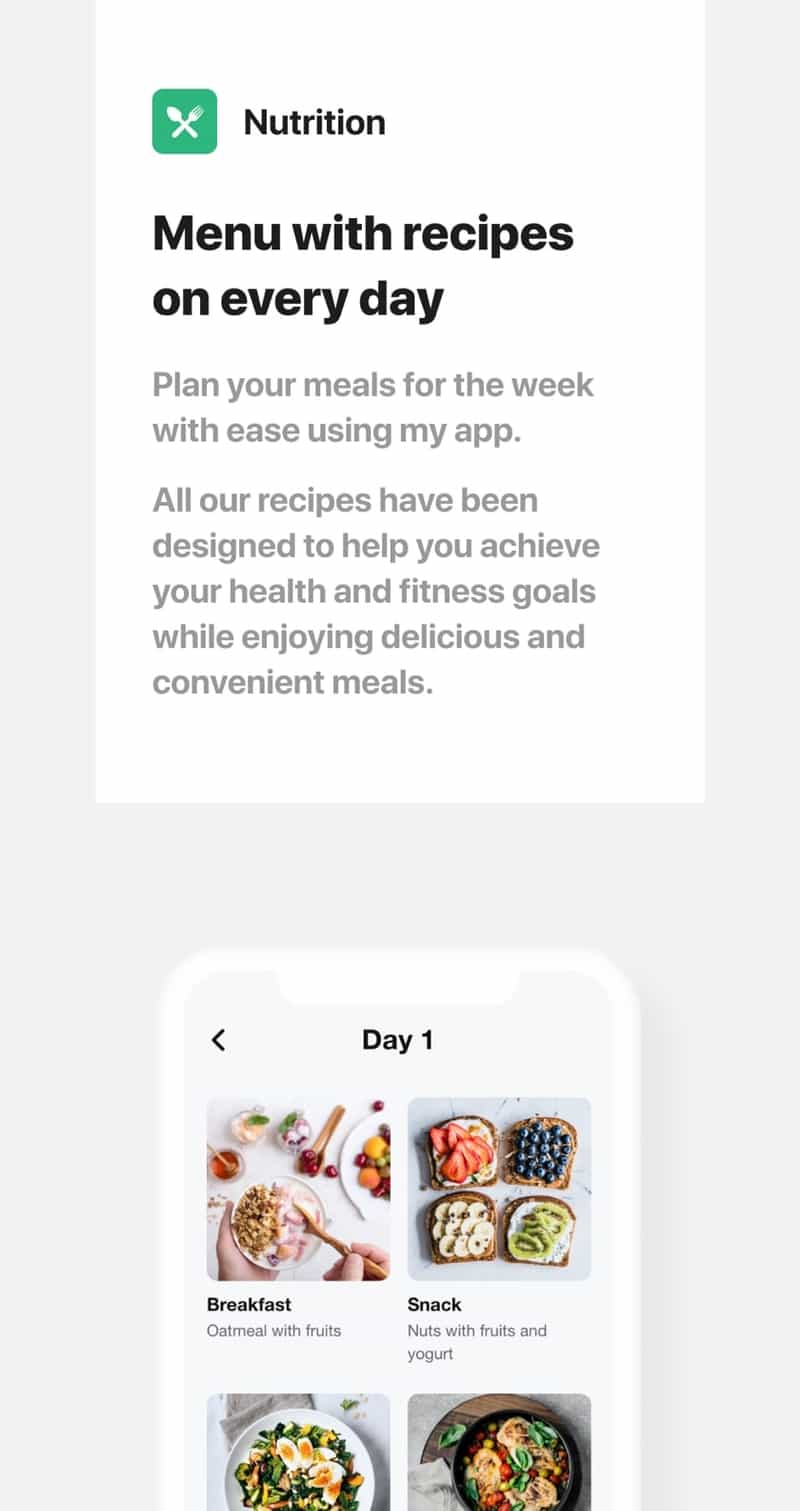 Nutrition
Menu with recipes
on every day
Plan your meals for the week
with ease using my app.
All our recipes have been
designed to help you achieve
your health and fitness goals
while enjoying delicious and
convenient meals.
Day 1
Breakfast
Oatmeal with fruits
Snack
Nuts with fruits and
yogurt